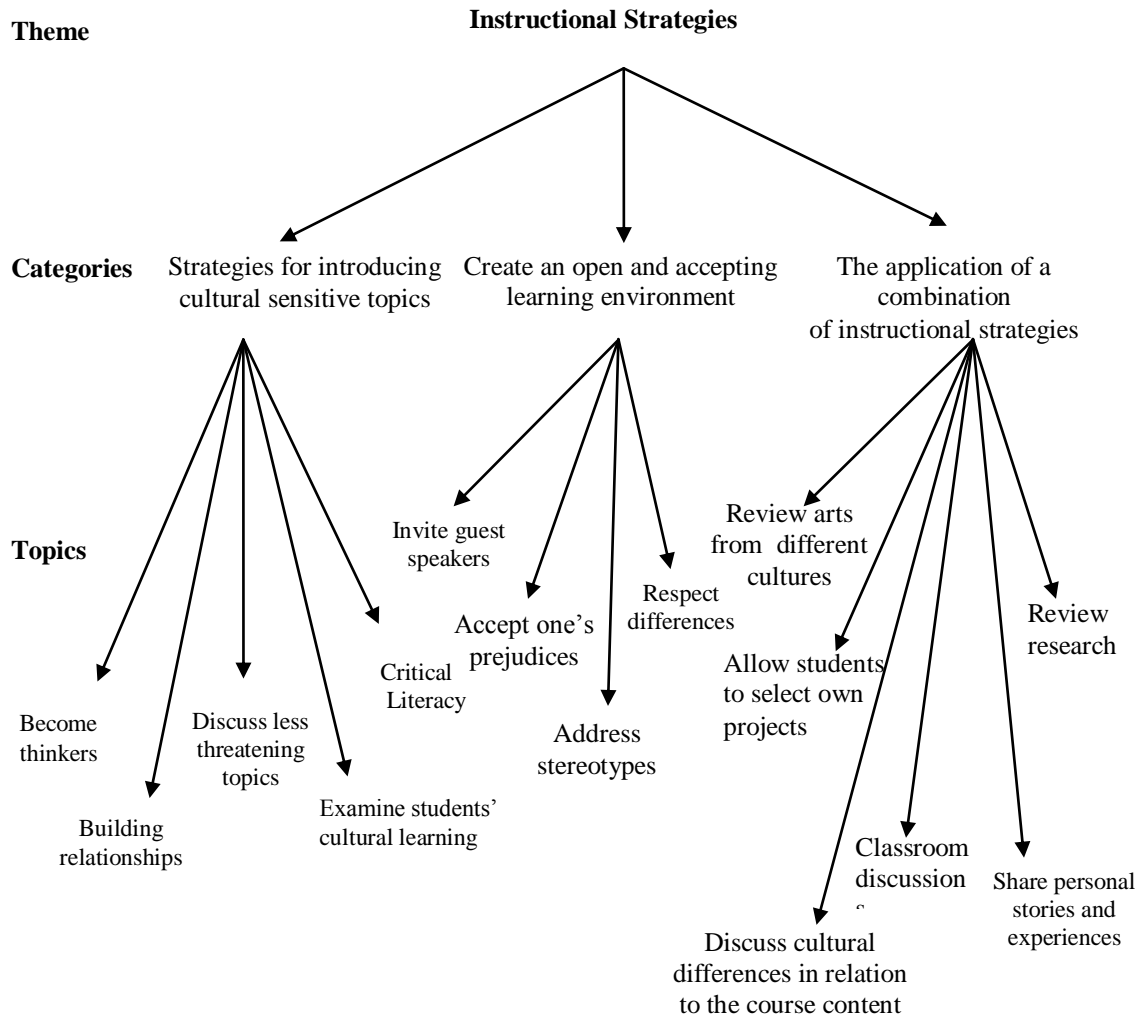 Theme
Instructional Strategies
Categories
Strategies for introducing
cultural sensitive topics
Create an open and accepting
learning environment
The application of a
combination
of instructional strategies
Topics
Become
thinkers
Building
relationships
Discuss less
threatening
topics
Examine students’
cultural learning
Critical
Literacy
Invite guest
speakers
Accept one’s
prejudices
Address
stereotypes
Respect
differences
Review arts
from different
cultures
Allow students
to select own
projects
Discuss cultural
differences in relation
to the course content
Classroom
discussion
s
Share personal
stories and
experiences
Review
research